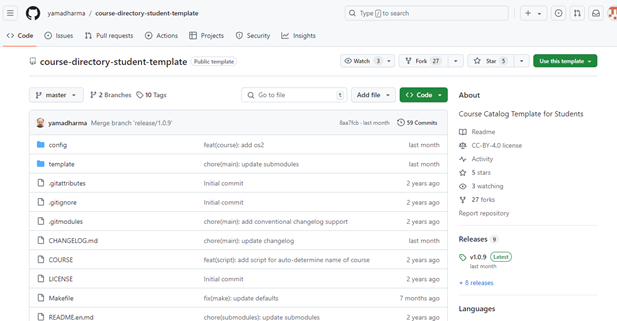 yamadharma / course-directory-student-template
Type / to search
Code Issues Pull requests Actions Projects Security Insights
course-directory-student-template Public template
Watch 3 Fork 27 Star 5 Use this template
master 2 Branches 10 Tags Go to file t Add file Code
yamadharma Merge branch 'release/1.0.9' 8aa7fcb · last month 59 Commits
config feat(course): add os2 last month
template chore(main): update submodules last month
.gitattributes Initial commit 2 years ago
.gitignore Initial commit 2 years ago
.gitmodules chore(main): add conventional changelog support 2 years ago
CHANGELOG.md chore(main): update changelog last month
COURSE feat(script): add script for auto-determine name of course 2 years ago
LICENSE Initial commit 2 years ago
Makefile fix(make): update defaults 7 months ago
README.en.md chore(submodules): update submodules 2 years ago
About
Course Catalog Template for Students
Readme
CC-BY-4.0 license
Activity
5 stars
3 watching
27 forks
Report repository
Releases 9
v1.0.9 Latest
last month
+ 8 releases
Languages